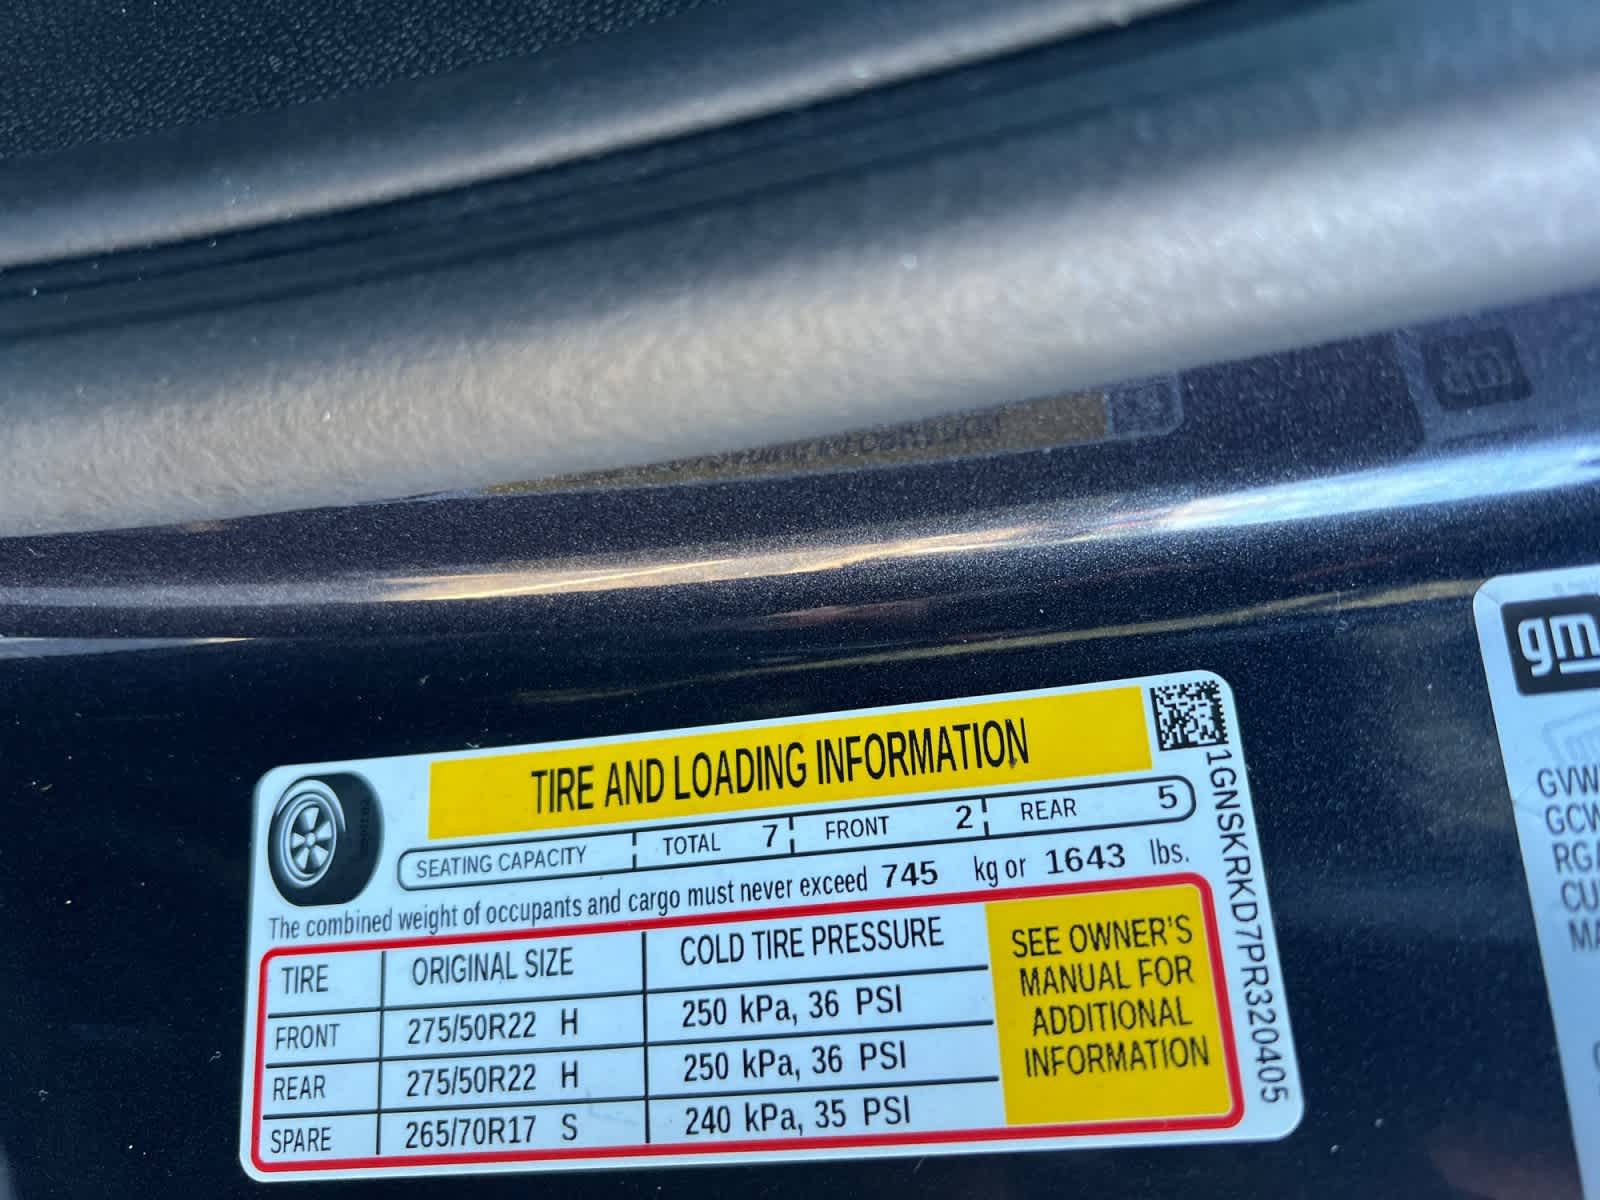 TIRE AND LOADING INFORMATION
SEATING CAPACITY TOTAL 7 FRONT 2 REAR 5
The combined weight of occupants and cargo must never exceed 745 kg or 1643 lbs.
TIRE ORIGINAL SIZE COLD TIRE PRESSURE
FRONT 275/50R22 H 250 kPa, 36 PSI
REAR 275/50R22 H 250 kPa, 36 PSI
SPARE 265/70R17 S 240 kPa, 35 PSI
SEE OWNER'S
MANUAL FOR
ADDITIONAL
INFORMATION
1GNSKRKD7PR320405
gm
GVW
GCW
RGA
CU
MA